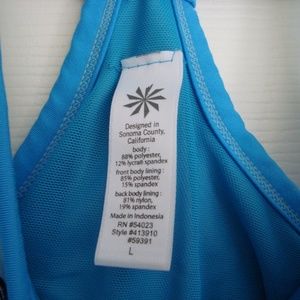 Designed in
Sonoma County,
California
body :
88% polyester,
12% lycra® spandex
front body lining :
85% polyester,
15% spandex
back body lining :
81% nylon,
19% spandex
Made in Indonesia
RN #54023
Style #413910
#59391
L